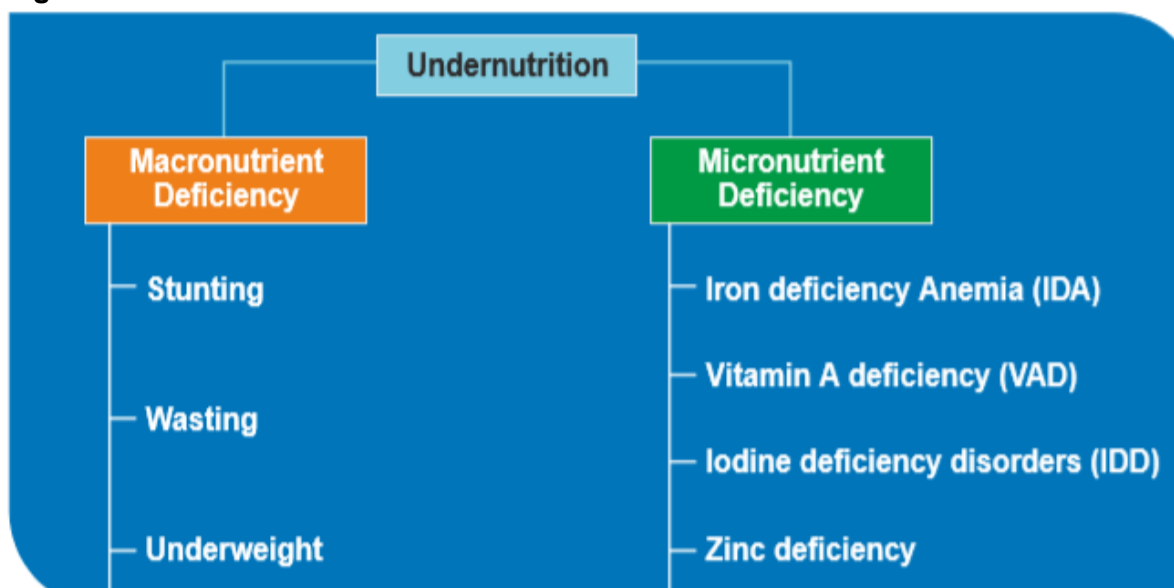 Undernutrition
Macronutrient
Deficiency
Stunting
Wasting
Underweight
Micronutrient
Deficiency
Iron deficiency Anemia (IDA)
Vitamin A deficiency (VAD)
Iodine deficiency disorders (IDD)
Zinc deficiency